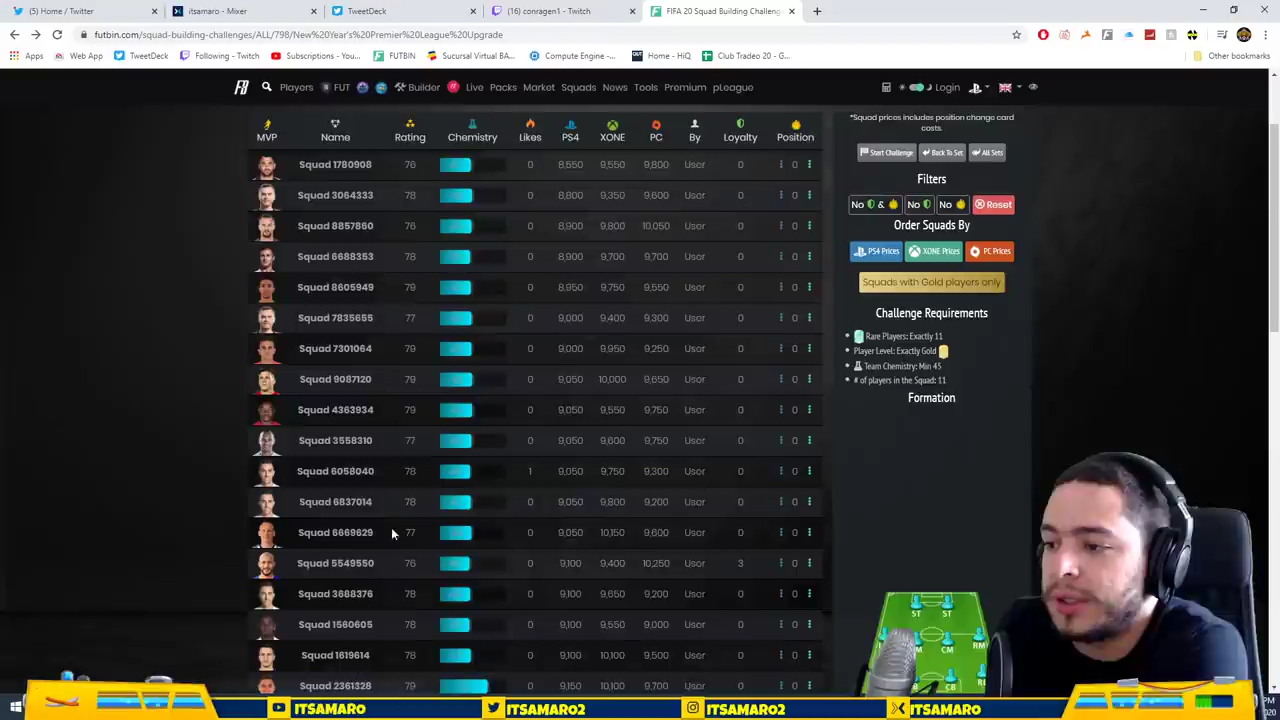 (5) Home / Twitter
itsamaro - Mixer
TweetDeck
(16) conragen1 - Twitch
FIFA 20 Squad Building Challeng
futbin.com/squad-building-challenges/ALL/798/New%20Year's%20Premier%20League%20Upgrade
Apps
Web App
TweetDeck
Following - Twitch
Subscriptions - You...
FUTBIN
Sucursal Virtual BA...
Compute Engine -...
Home - HiQ
Club Tradeo 20 - G...
Other bookmarks
Players FUT Builder Live Packs Market Squads News Tools Premium pLeague Login
MVP Name Rating Chemistry Likes PS4 XONE PC By Loyalty Position
Squad 1780908 76 0 8,550 9,550 9,800 User 0 0
Squad 3064333 78 0 8,800 9,350 9,600 User 0 0
Squad 8857860 76 0 8,900 9,800 10,050 User 0 0
Squad 6688353 78 0 8,900 9,700 9,700 User 0 0
Squad 8605949 79 0 8,950 9,750 9,550 User 0 0
Squad 7835655 77 0 9,000 9,400 9,300 User 0 0
Squad 7301064 79 0 9,000 9,950 9,250 User 0 0
Squad 9087120 79 0 9,050 10,000 9,650 User 0 0
Squad 4363934 79 0 9,050 9,550 9,750 User 0 0
Squad 3558310 77 0 9,050 9,600 9,750 User 0 0
Squad 6058040 78 1 9,050 9,750 9,300 User 0 0
Squad 6837014 78 0 9,050 9,800 9,200 User 0 0
Squad 6669629 77 0 9,050 10,150 9,600 User 0 0
Squad 5549550 76 0 9,100 9,400 10,250 User 3 0
78 0 9,100 9,650 9,200 User 0 0
Squad 1560605 78 0 9,100 9,550 9,000 User 0 0
Squad 1619614 78 0 9,100 10,100 9,500 User 0 0
Squad 2361328 79 0 9,150 10,100 9,700 User 0 0
*Squad prices includes position change card
costs.
Start Challenge Back To Set All Sets
Filters
No & No No Reset
Order Squads By
PS4 Prices XONE Prices PC Prices
Squads with Gold players only
Challenge Requirements
Rare Players: Exactly 11
Player Level: Exactly Gold
Team Chemistry: Min 45
# of players in the Squad: 11
Formation
ST ST
CM RM
CB
ITSAMARO
ITSAMARO2
ITSAMARO2
ITSAMARO